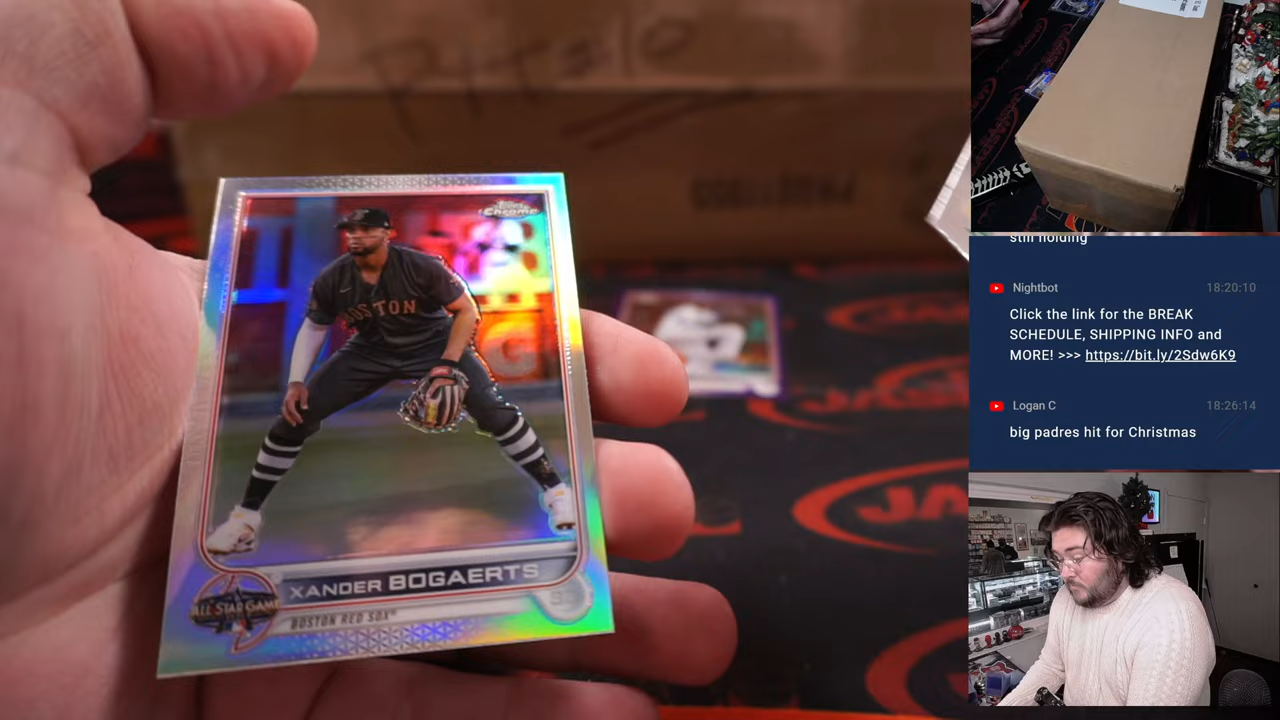 Topps
Chrome
BOSTON
XANDER BOGAERTS
ALL STAR GAME
BOSTON RED SOX
still holding
Nightbot
18:20:10
Click the link for the BREAK
SCHEDULE, SHIPPING INFO and
MORE! >>> https://bit.ly/2Sdw6K9
Logan C
18:26:14
big padres hit for Christmas
JA